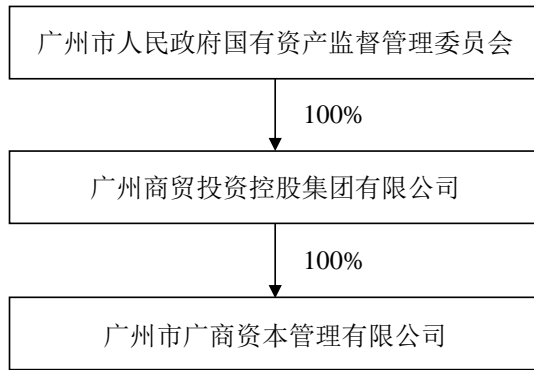 广州市人民政府国有资产监督管理委员会
100%
广州商贸投资控股集团有限公司
100%
广州市广商资本管理有限公司